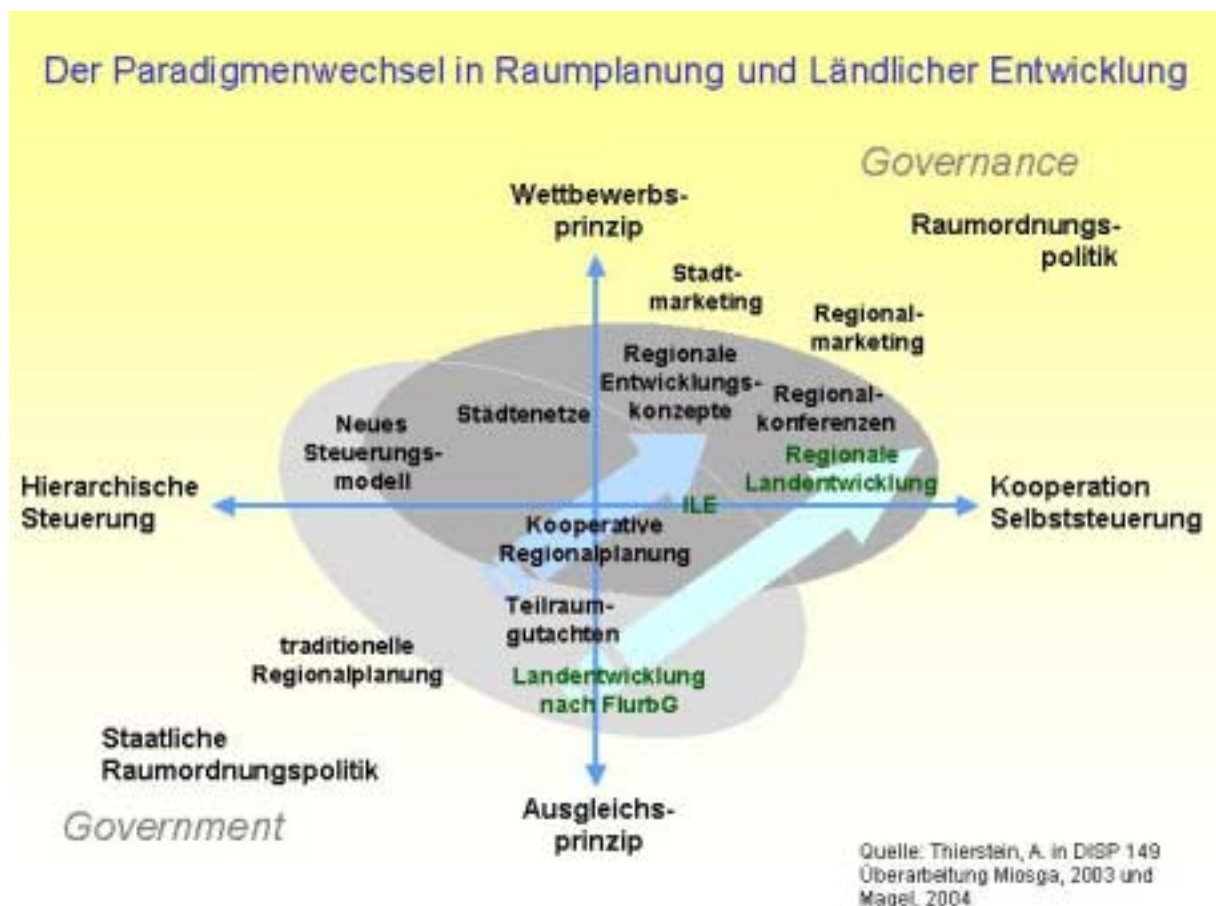 Der Paradigmenwechsel in Raumplanung und Ländlicher Entwicklung
Governance
Wettbewerbs-
prinzip
Raumordnungs-
politik
Stadt-
marketing
Regional-
marketing
Regionale
Entwicklungs-
konzepte
Regional-
konferenzen
Städtenetze
Neues
Steuerungs-
modell
Regionale
Landentwicklung
Hierarchische
Steuerung
ILE
Kooperation
Selbststeuerung
Kooperative
Regionalplanung
Teilraum-
gutachten
traditionelle
Regionalplanung
Landentwicklung
nach FlurbG
Staatliche
Raumordnungspolitik
Government
Ausgleichs-
prinzip
Quelle: Thierstein, A. in DISP 149
Überarbeitung Miosga, 2003 und
Magel, 2004